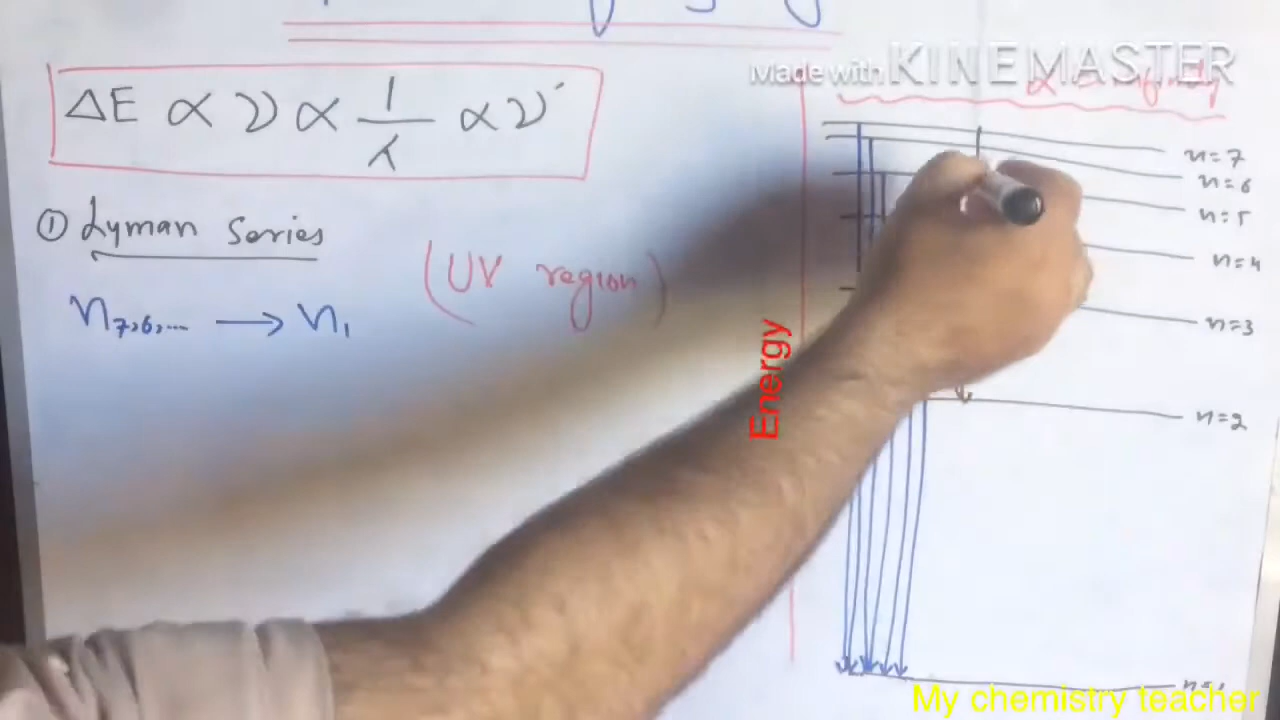 Made with KINEMASTER
ΔE ∝ ν ∝ 1/λ ∝ ν̄
① Lyman Series
(UV region)
n₇,₆,... → n₁
Energy
n=7
n=6
n=5
n=4
n=3
n=2
My chemistry teacher